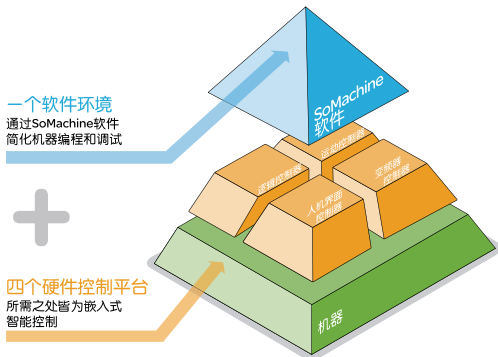 一个软件环境
通过SoMachine软件
简化机器编程和调试
四个硬件控制平台
所需之处皆为嵌入式
智能控制
SoMachine
软件
运动控制器
逻辑控制器
变频器
控制器
人机界面
控制器
机器